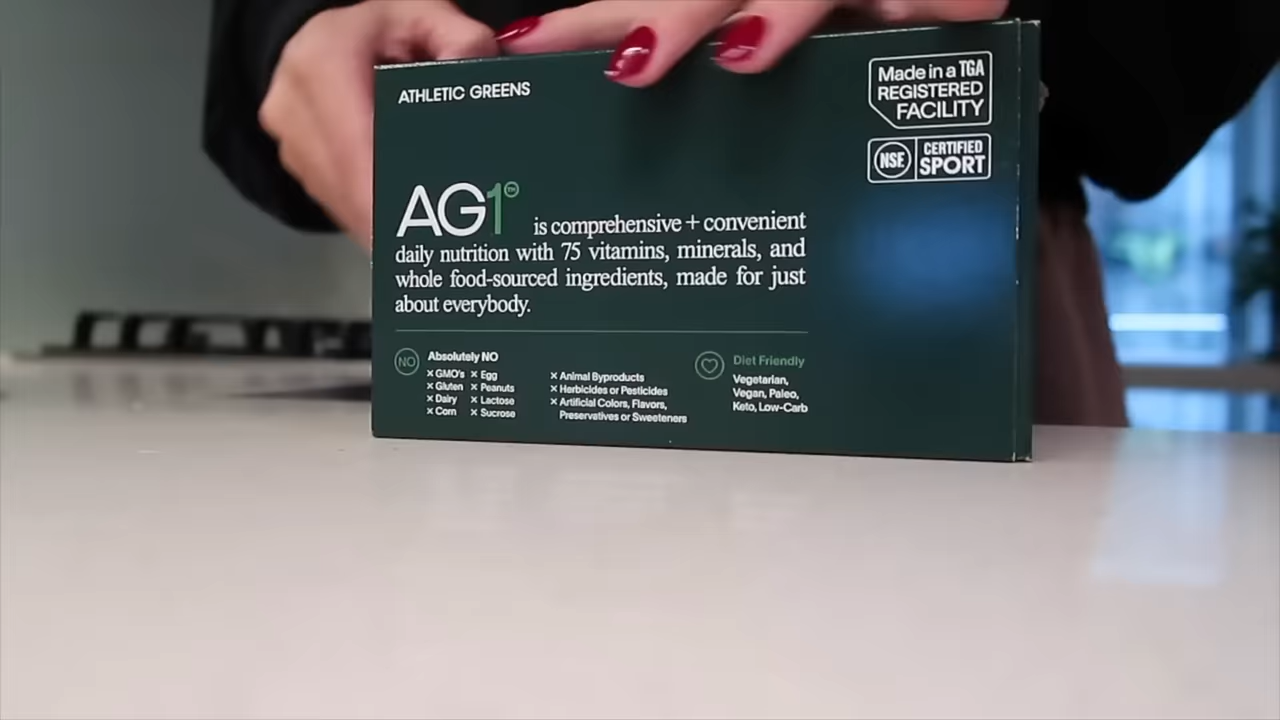 ATHLETIC GREENS
Made in a TGA
REGISTERED
FACILITY
NSF CERTIFIED
SPORT
AG1™ is comprehensive + convenient
daily nutrition with 75 vitamins, minerals, and
whole food-sourced ingredients, made for just
about everybody.
NO
Absolutely NO
× GMO's × Egg
× Gluten × Peanuts
× Dairy × Lactose
× Corn × Sucrose
× Animal Byproducts
× Herbicides or Pesticides
× Artificial Colors, Flavors,
Preservatives or Sweeteners
Diet Friendly
Vegetarian,
Vegan, Paleo,
Keto, Low-Carb